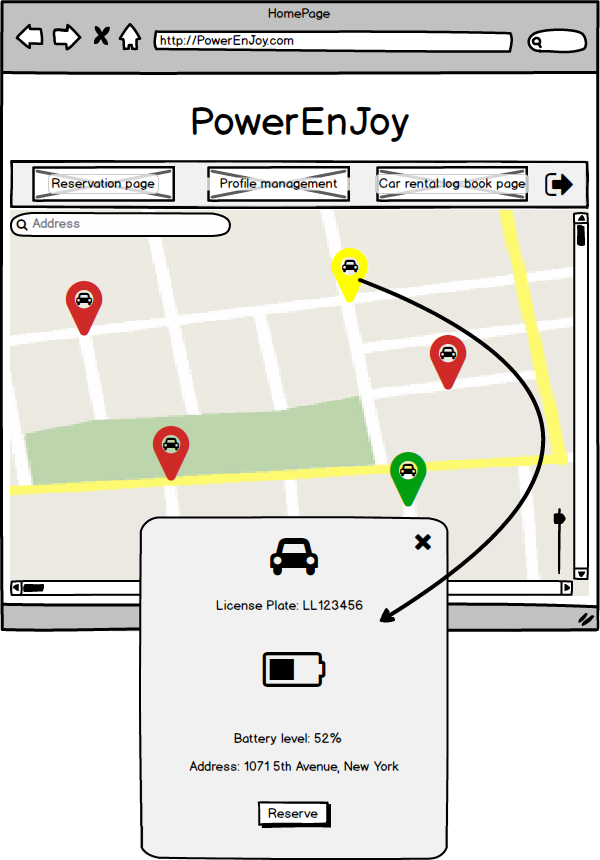 HomePage
http://PowerEnJoy.com
PowerEnJoy
Reservation page
Profile management
Car rental log book page
Address
License Plate: LL123456
Battery level: 52%
Address: 1071 5th Avenue, New York
Reserve